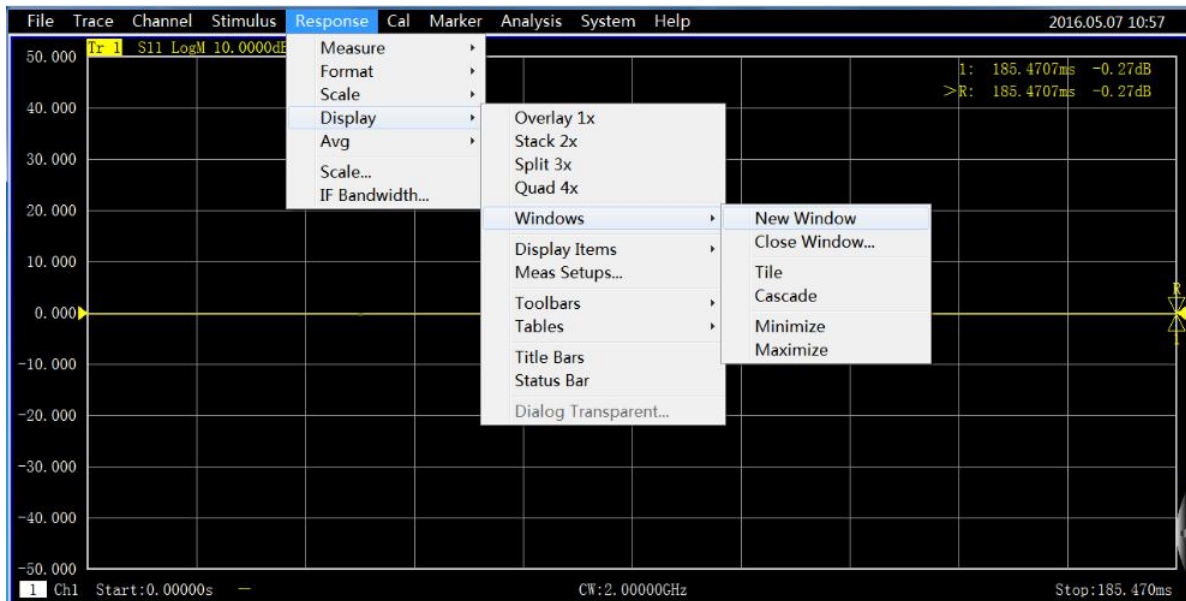 File Trace Channel Stimulus Response Cal Marker Analysis System Help 2016.05.07 10:57
Tr 1 S11 LogM 10.0000dB
1: 185.4707ms -0.27dB
>R: 185.4707ms -0.27dB
50.000
40.000
30.000
20.000
10.000
0.000
-10.000
-20.000
-30.000
-40.000
-50.000
Measure
Format
Scale
Display
Avg
Scale...
IF Bandwidth...
Overlay 1x
Stack 2x
Split 3x
Quad 4x
Windows
Display Items
Meas Setups...
Toolbars
Tables
Title Bars
Status Bar
Dialog Transparent...
New Window
Close Window...
Tile
Cascade
Minimize
Maximize
R
1
1 Ch1 Start:0.00000s — CW:2.00000GHz Stop:185.470ms